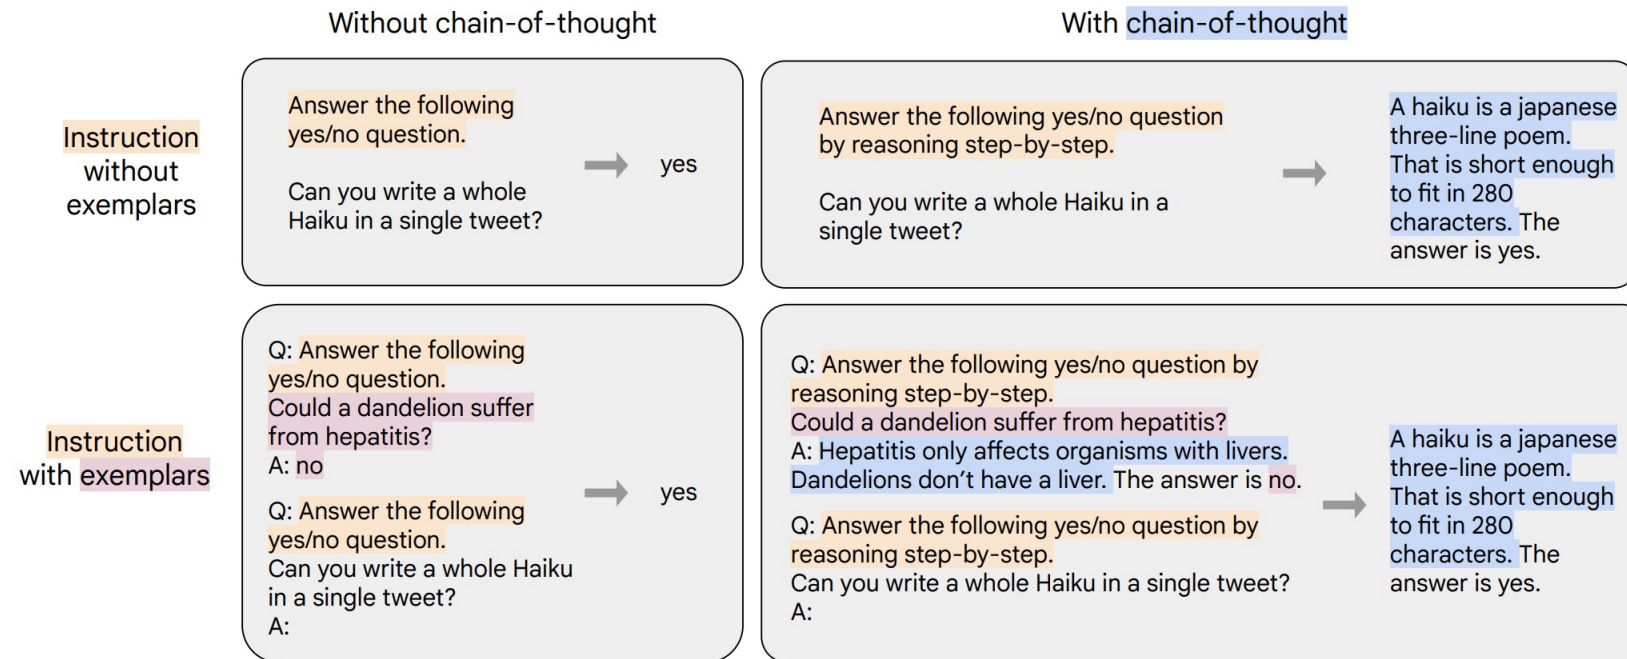 Without chain-of-thought
With chain-of-thought
Instruction
without
exemplars
Answer the following
yes/no question.
Can you write a whole
Haiku in a single tweet?
yes
Answer the following yes/no question
by reasoning step-by-step.
Can you write a whole Haiku in a
single tweet?
A haiku is a japanese
three-line poem.
That is short enough
to fit in 280
characters. The
answer is yes.
Instruction
with exemplars
Q: Answer the following
yes/no question.
Could a dandelion suffer
from hepatitis?
A: no
Q: Answer the following
yes/no question.
Can you write a whole Haiku
in a single tweet?
A:
yes
Q: Answer the following yes/no question by
reasoning step-by-step.
Could a dandelion suffer from hepatitis?
A: Hepatitis only affects organisms with livers.
Dandelions don’t have a liver. The answer is no.
Q: Answer the following yes/no question by
reasoning step-by-step.
Can you write a whole Haiku in a single tweet?
A:
A haiku is a japanese
three-line poem.
That is short enough
to fit in 280
characters. The
answer is yes.